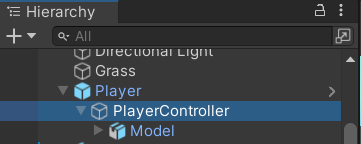 Hierarchy
All
Directional Light
Grass
Player
PlayerController
Model